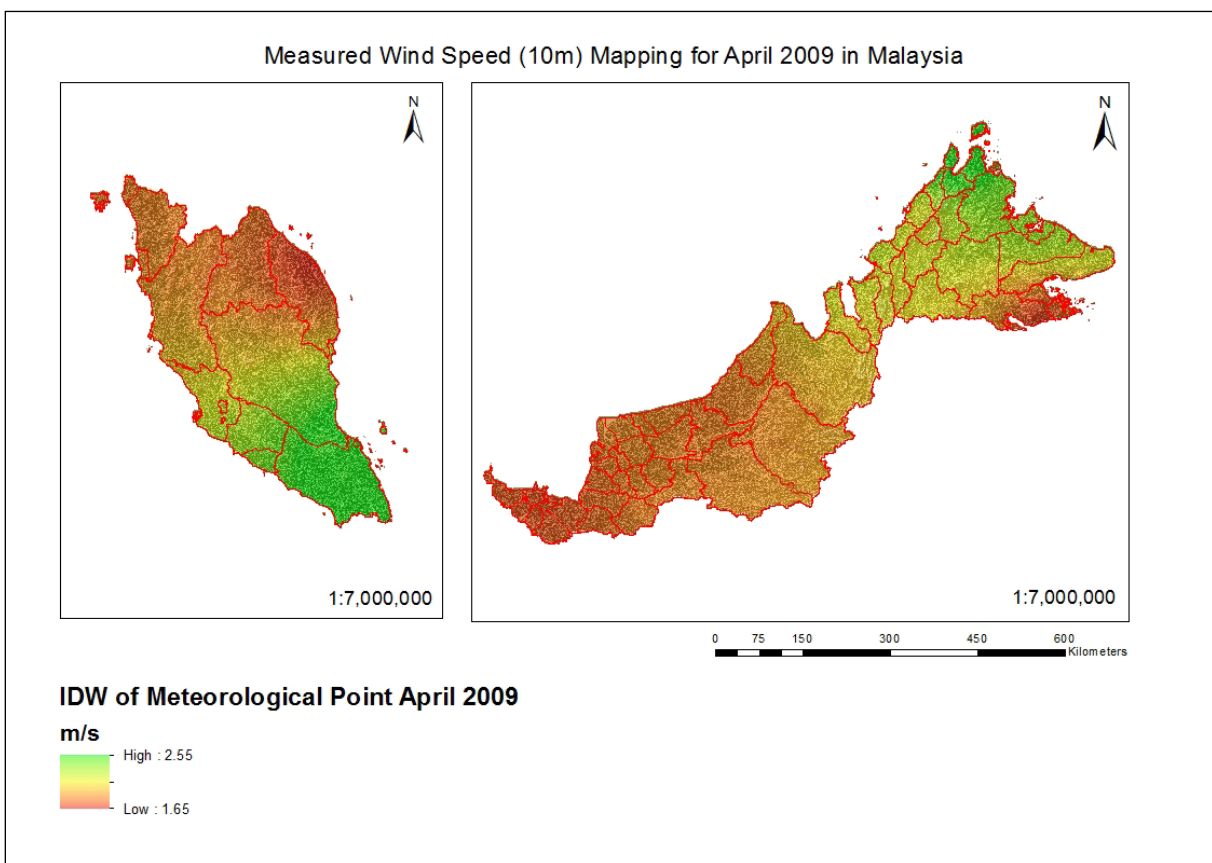 Measured Wind Speed (10m) Mapping for April 2009 in Malaysia
N
N
1:7,000,000
1:7,000,000
0 75 150 300 450 600
Kilometers
IDW of Meteorological Point April 2009
m/s
High : 2.55
Low : 1.65